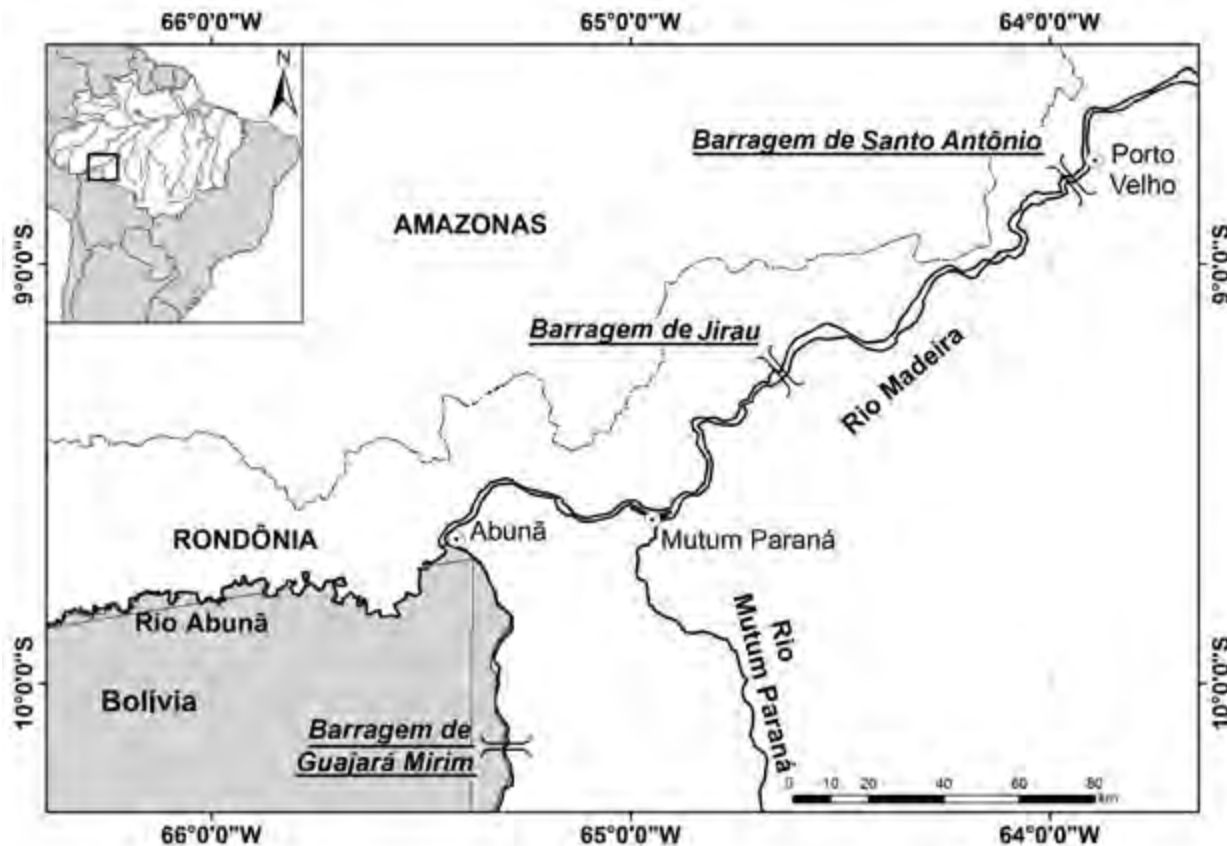 66°0'0"W 65°0'0"W 64°0'0"W
N
Barragem de Santo Antônio
Porto
Velho
AMAZONAS
9°0'0"S
9°0'0"S
Barragem de Jirau
Rio Madeira
Abunã
Mutum Paraná
RONDÔNIA
Rio Abunã
Rio
Mutum Paraná
Bolívia
10°0'0"S
10°0'0"S
Barragem de
Guajará Mirim
0 10 20 40 60 80
km
66°0'0"W 65°0'0"W 64°0'0"W